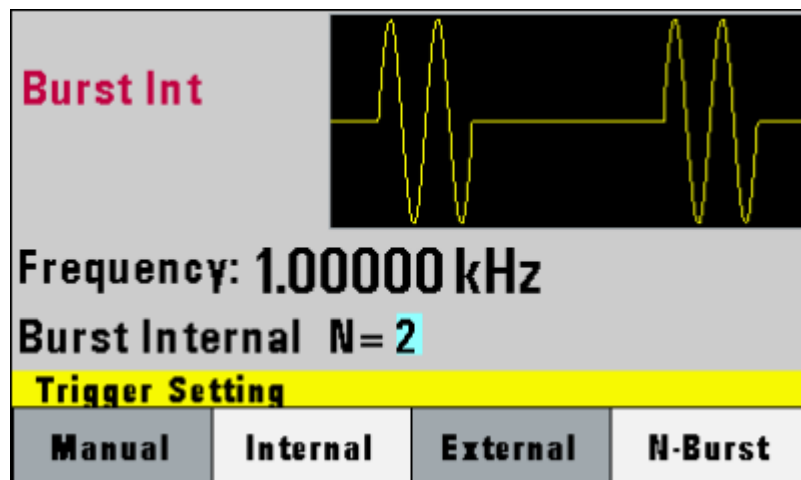 Burst Int
Frequency: 1.00000 kHz
Burst Internal N= 2
Trigger Setting
Manual Internal External N-Burst